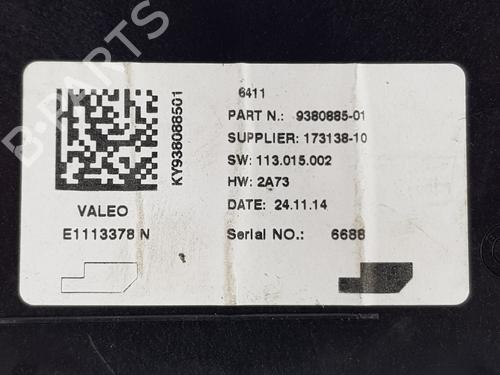 6411
PART N.: 9380885-01
SUPPLIER: 173138-10
SW: 113.015.002
HW: 2A73
DATE: 24.11.14
Serial NO.: 6688
KY938088501
VALEO
E1113378 N
B-PARTS